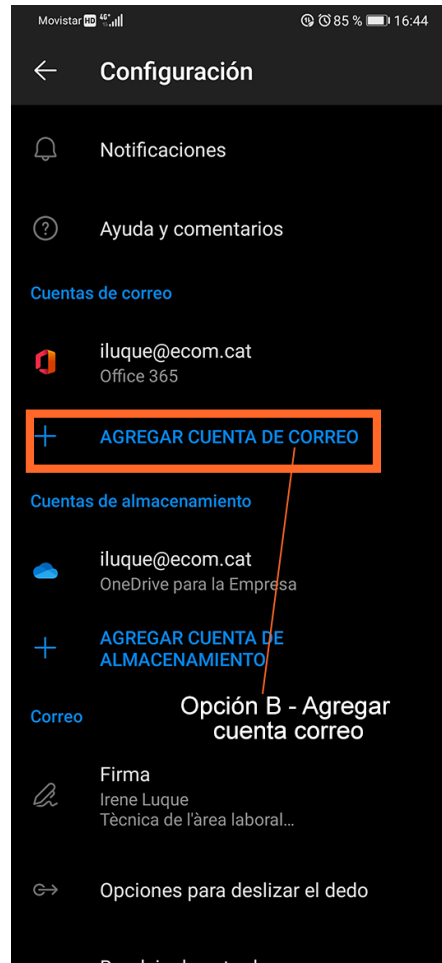 Movistar HD 4G+ 85 % 16:44
Configuración
Notificaciones
Ayuda y comentarios
Cuentas de correo
iluque@ecom.cat
Office 365
AGREGAR CUENTA DE CORREO
Cuentas de almacenamiento
iluque@ecom.cat
OneDrive para la Empresa
AGREGAR CUENTA DE
ALMACENAMIENTO
Opción B - Agregar
cuenta correo
Correo
Firma
Irene Luque
Tècnica de l'àrea laboral...
Opciones para deslizar el dedo